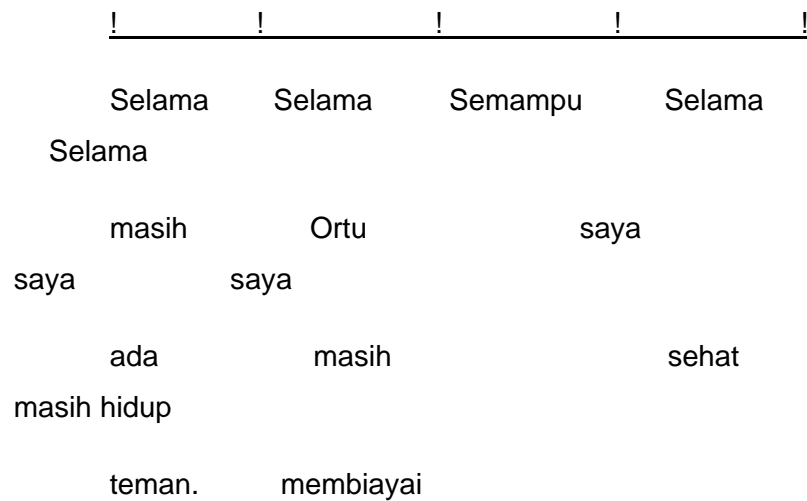 ! ! ! ! !
Selama Selama Semampu Selama
Selama
masih Ortu saya
saya saya
ada masih sehat
masih hidup
teman. membiayai